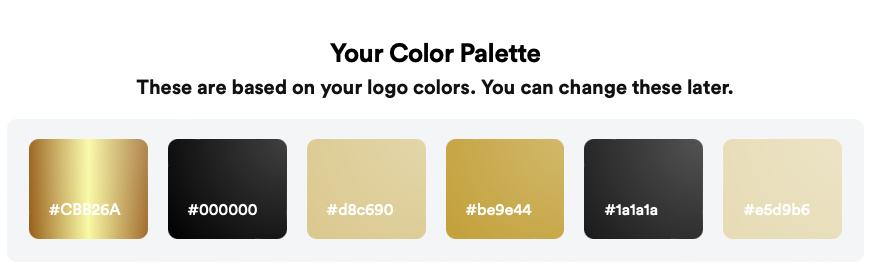 Your Color Palette
These are based on your logo colors. You can change these later.
#CBB26A #000000 #d8c690 #be9e44 #1a1a1a #e5d9b6